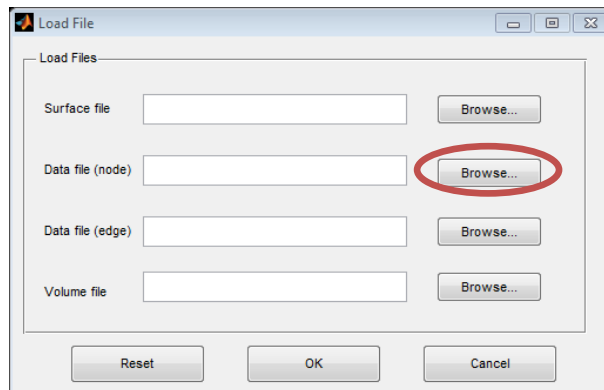 Load File
Load Files
Surface file Browse...
Data file (node) Browse...
Data file (edge) Browse...
Volume file Browse...
Reset OK Cancel